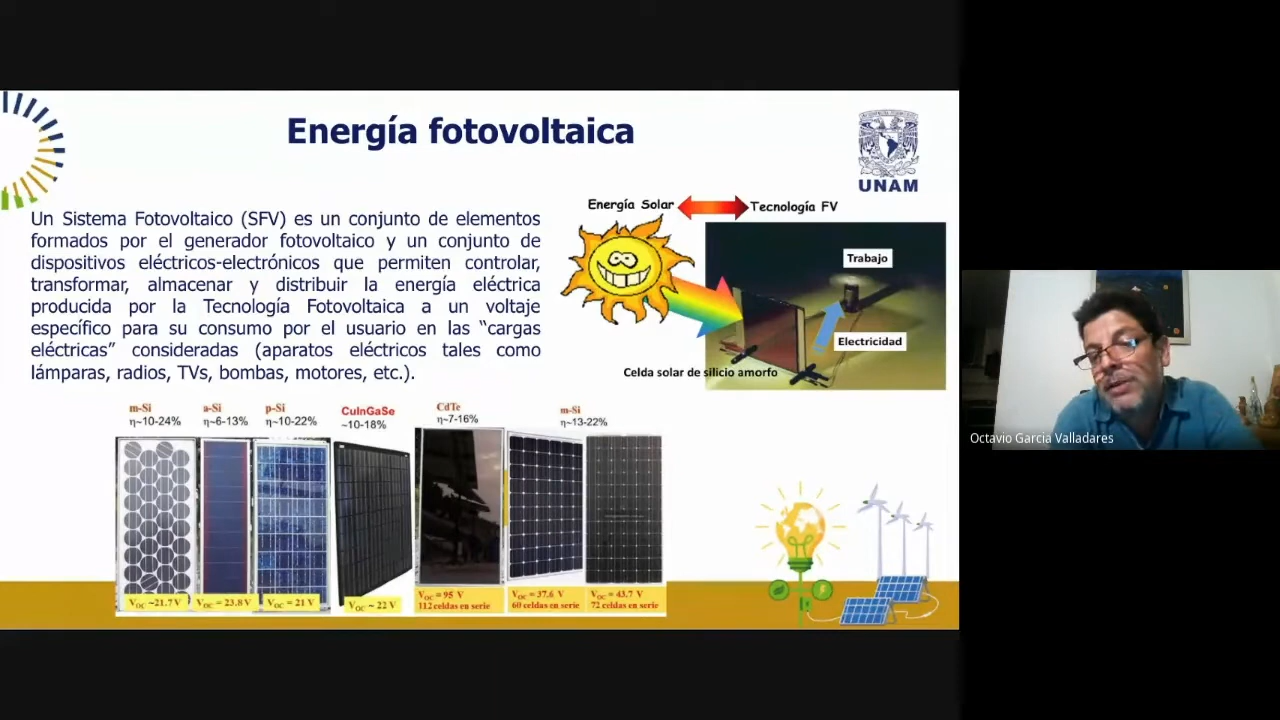 Energía fotovoltaica
UNAM
Un Sistema Fotovoltaico (SFV) es un conjunto de elementos
formados por el generador fotovoltaico y un conjunto de
dispositivos eléctricos-electrónicos que permiten controlar,
transformar, almacenar y distribuir la energía eléctrica
producida por la Tecnología Fotovoltaica a un voltaje
específico para su consumo por el usuario en las “cargas
eléctricas” consideradas (aparatos eléctricos tales como
lámparas, radios, TVs, bombas, motores, etc.).
Energía Solar
Tecnología FV
Trabajo
Electricidad
Celda solar de silicio amorfo
m-Si
η~10-24%
a-Si
η~6-13%
p-Si
η~10-22%
CuInGaSe
~10-18%
CdTe
η~7-16%
m-Si
η~13-22%
VOC ~21.7 V
VOC = 23.8 V
VOC = 21 V
VOC ~ 22 V
VOC = 95 V
112 celdas en serie
VOC = 37.6 V
60 celdas en serie
VOC = 43.7 V
72 celdas en serie
Octavio Garcia Valladares